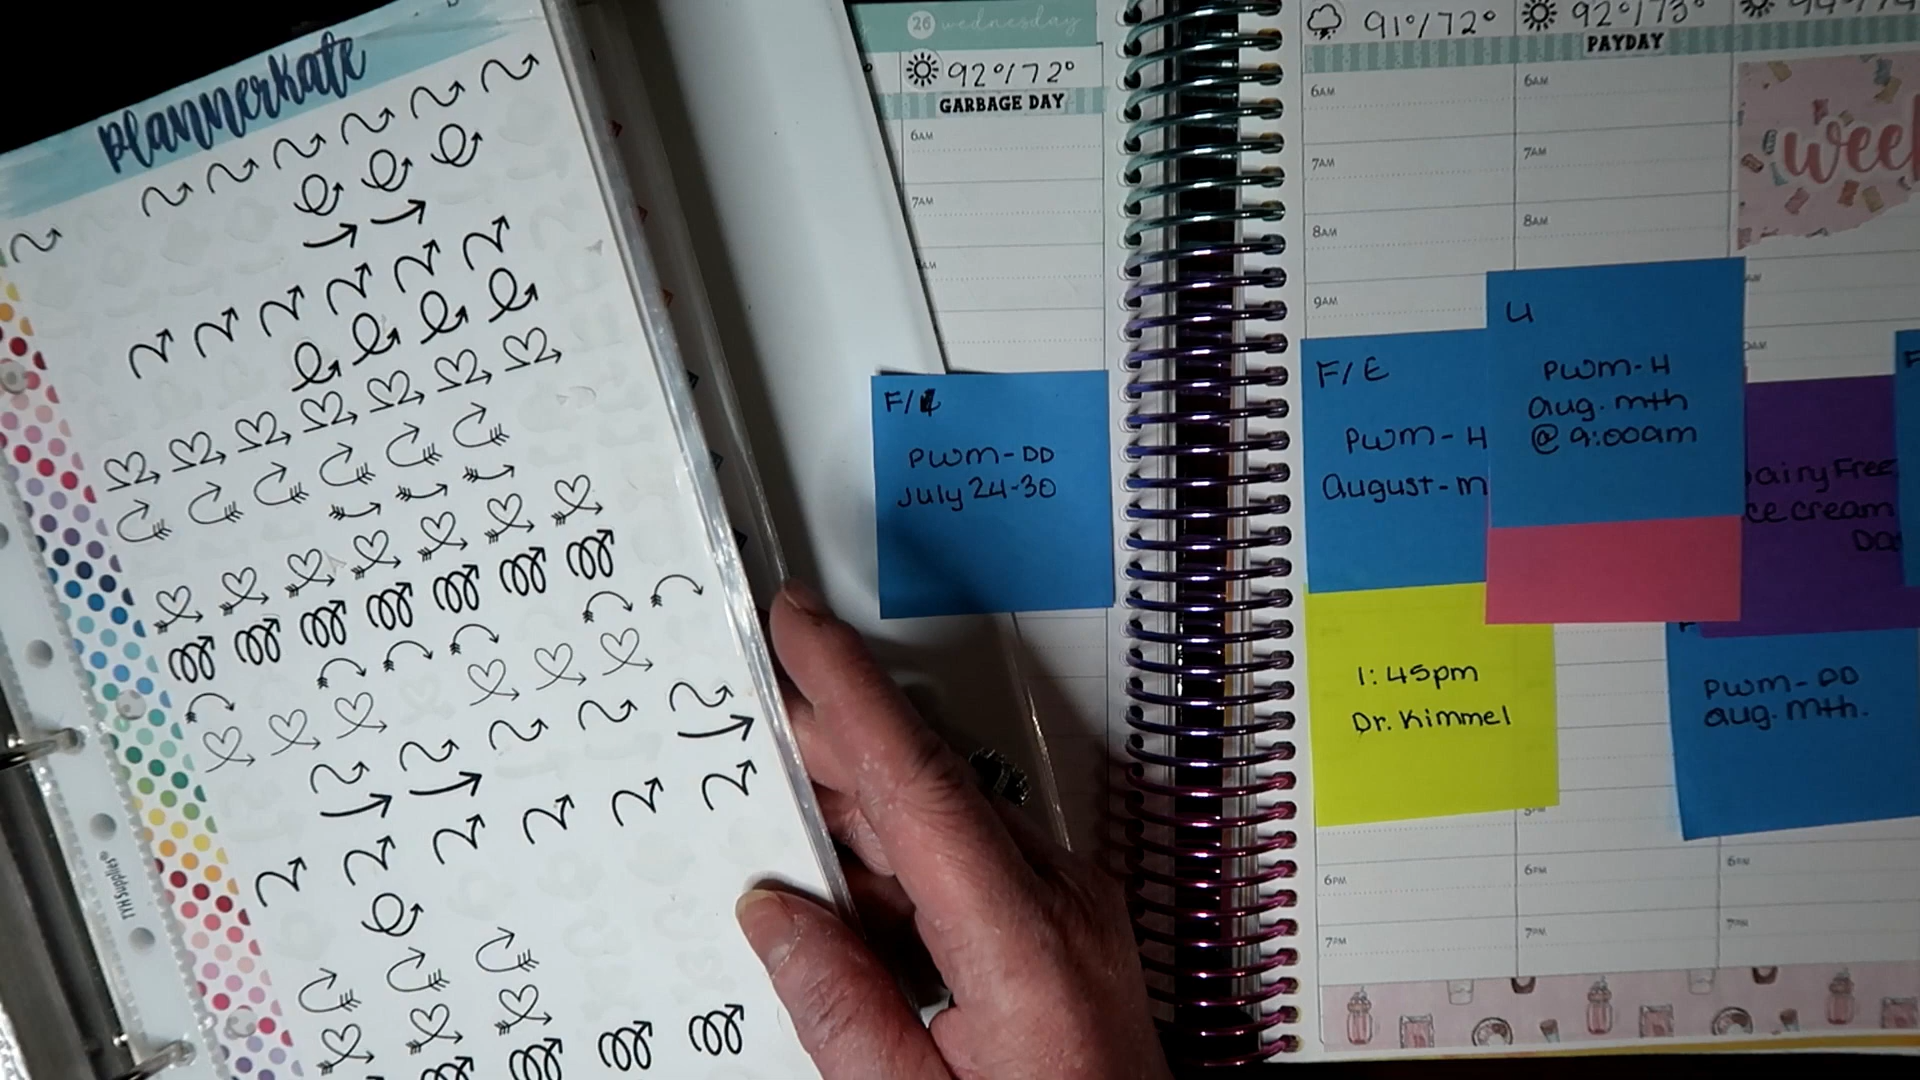 plannerkate
TYH Supplies®
26 wednesday
92°/72°
GARBAGE DAY
6AM
7AM
F/
PWM-DD
July 24-30
91°/72°
6AM
7AM
8AM
9AM
F/E
PWM-H
August-m
1:45pm
Dr. Kimmel
6PM
7PM
92°/73°
PAYDAY
6AM
7AM
8AM
U
PWM-H
aug. mth
@ 9:00am
6PM
7PM
week
airy Free
ce cream
Da
PWM-DD
aug. mth.
6PM
7PM